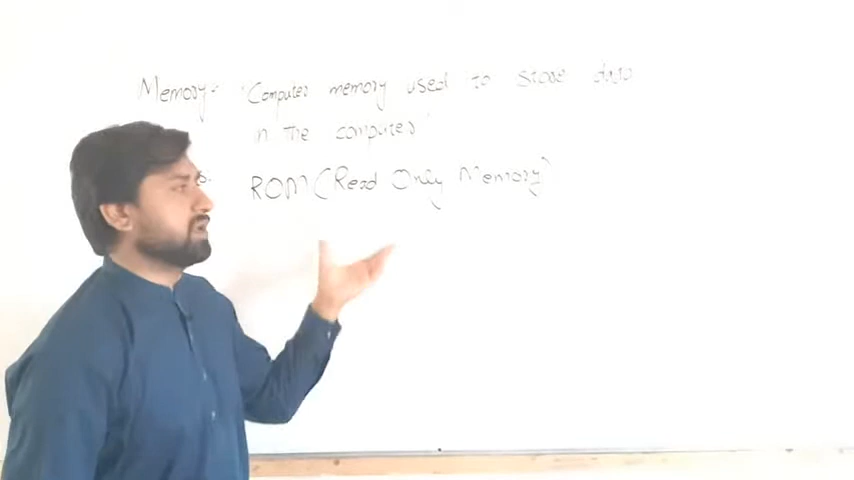 Memory:- "Computer memory used to store data
in the computer"
ROM (Read Only Memory)